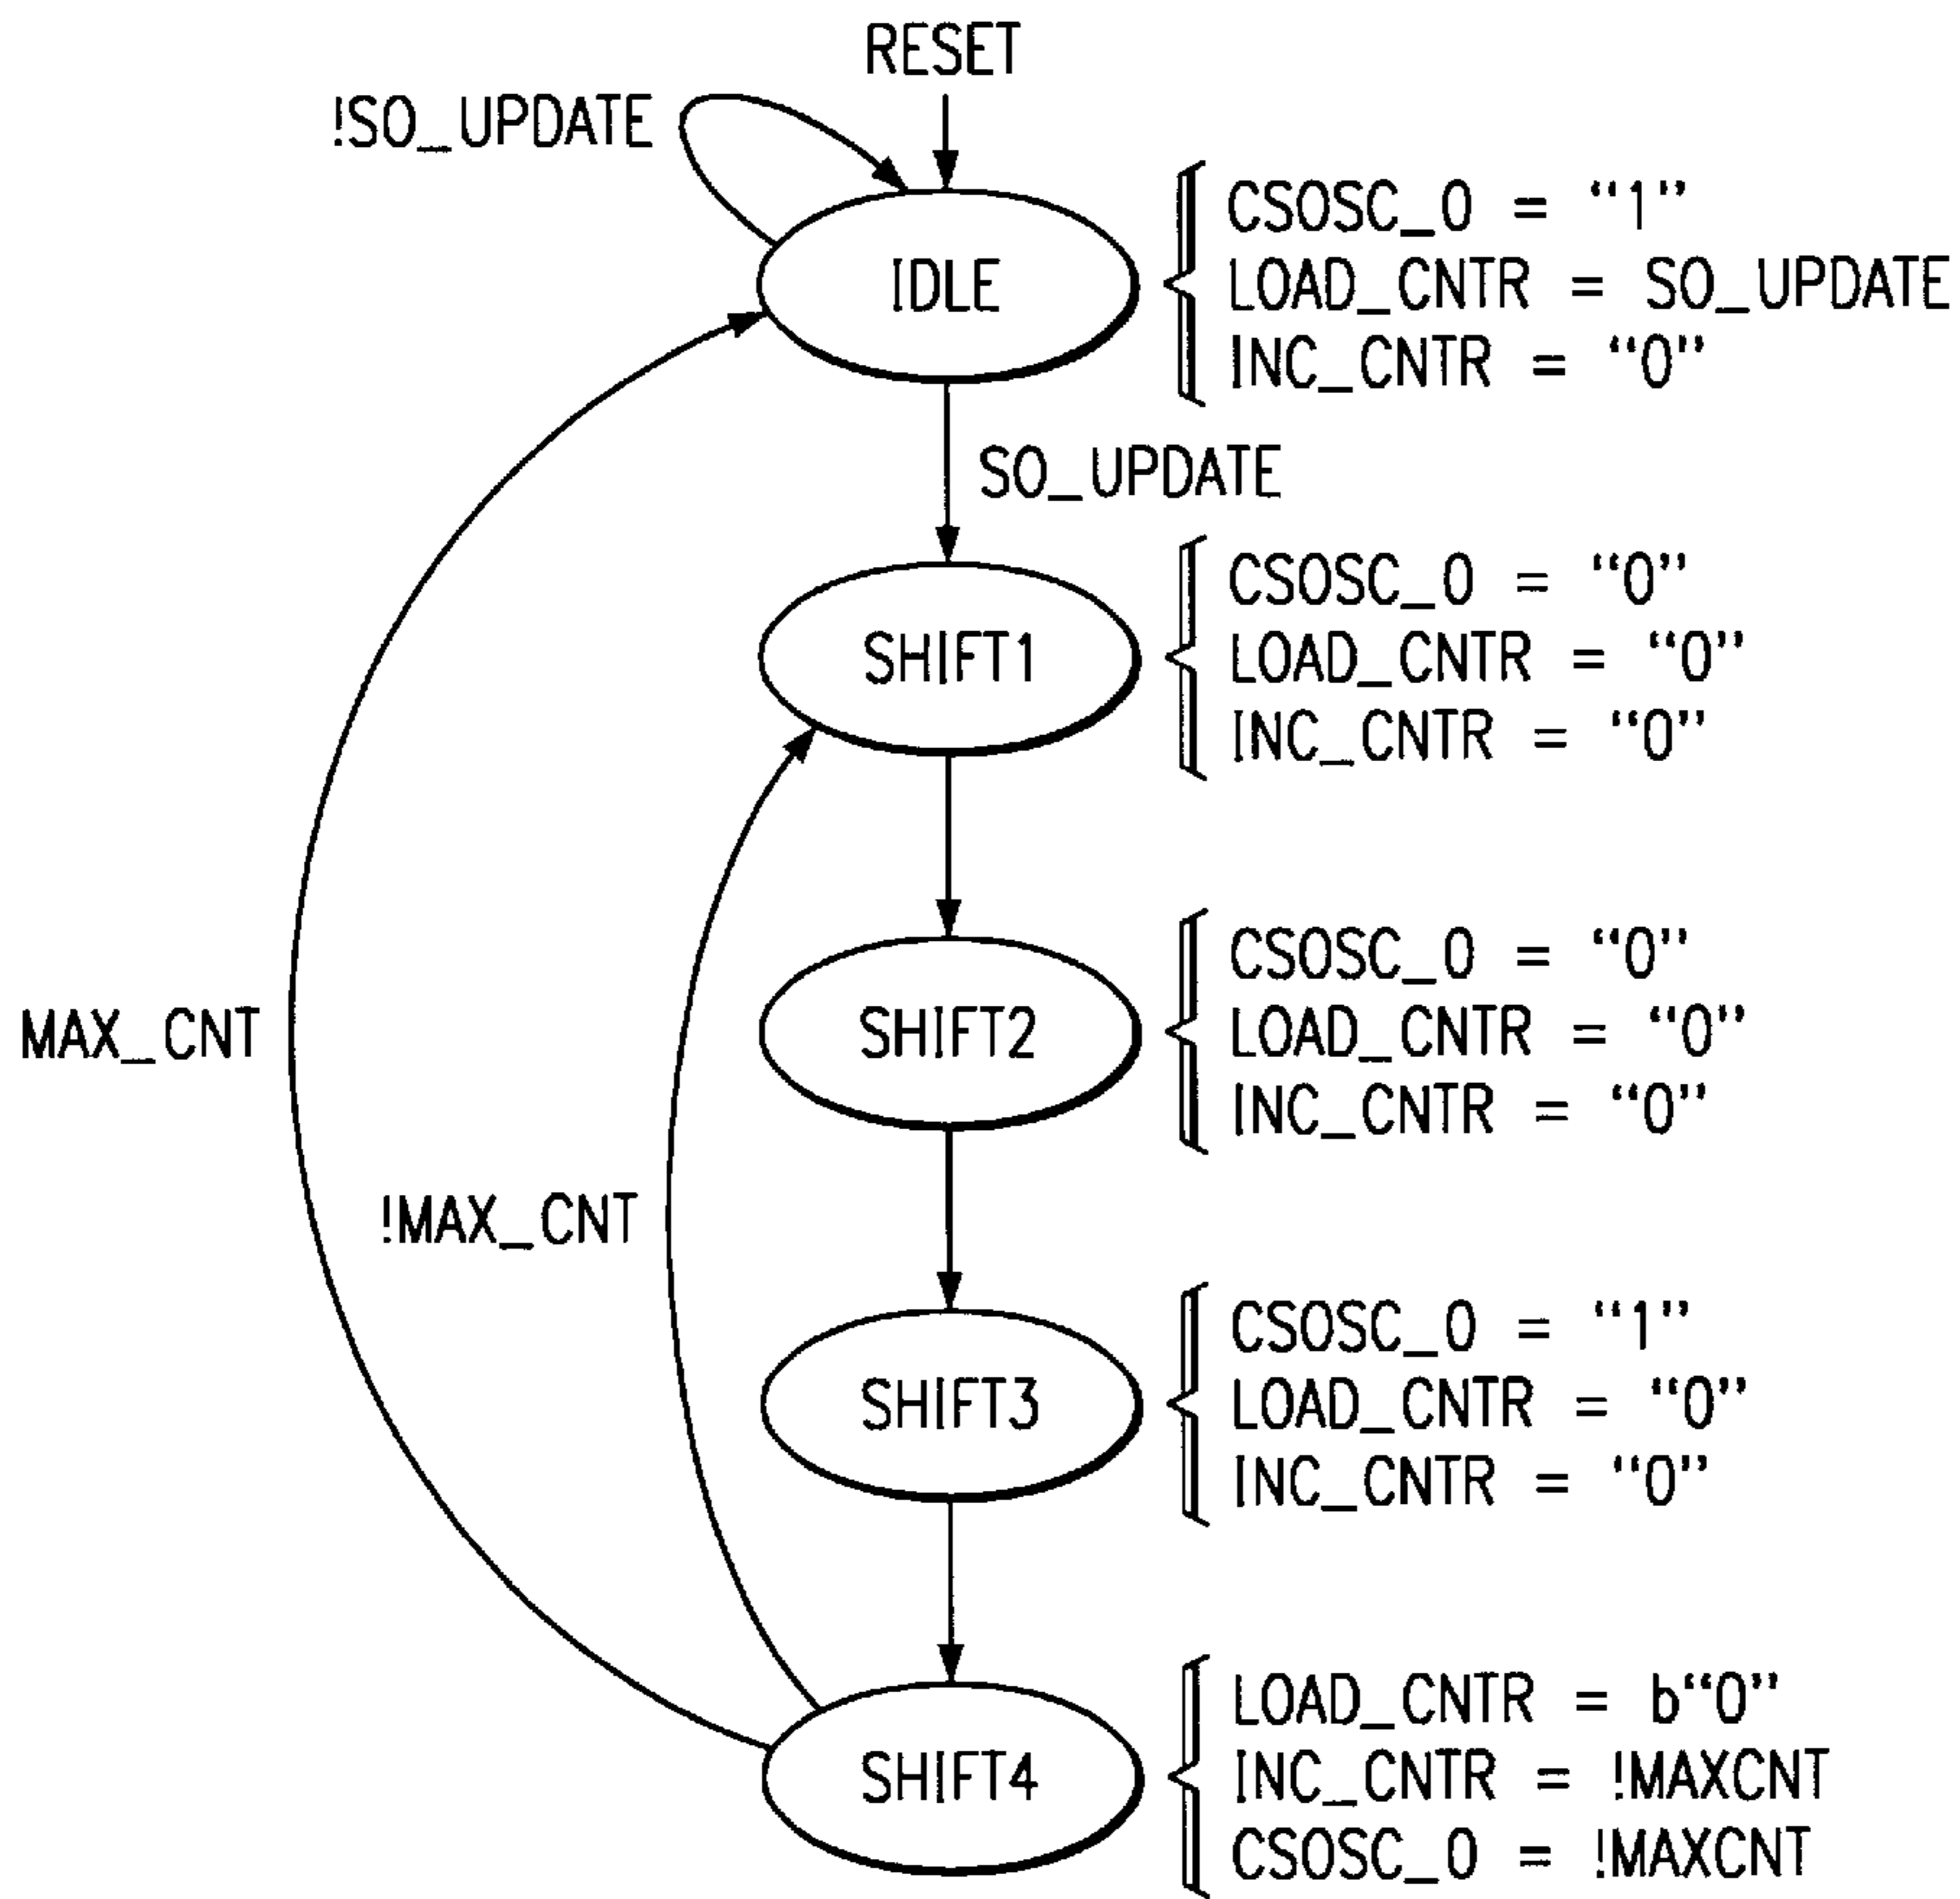 RESET
!SO_UPDATE
IDLE
CSOSC_0 = “1”
LOAD_CNTR = SO_UPDATE
INC_CNTR = “0”
SO_UPDATE
SHIFT1
CSOSC_0 = “0”
LOAD_CNTR = “0”
INC_CNTR = “0”
MAX_CNT
SHIFT2
CSOSC_0 = “0”
LOAD_CNTR = “0”
INC_CNTR = “0”
!MAX_CNT
SHIFT3
CSOSC_0 = “1”
LOAD_CNTR = “0”
INC_CNTR = “0”
SHIFT4
LOAD_CNTR = b“0”
INC_CNTR = !MAXCNT
CSOSC_0 = !MAXCNT